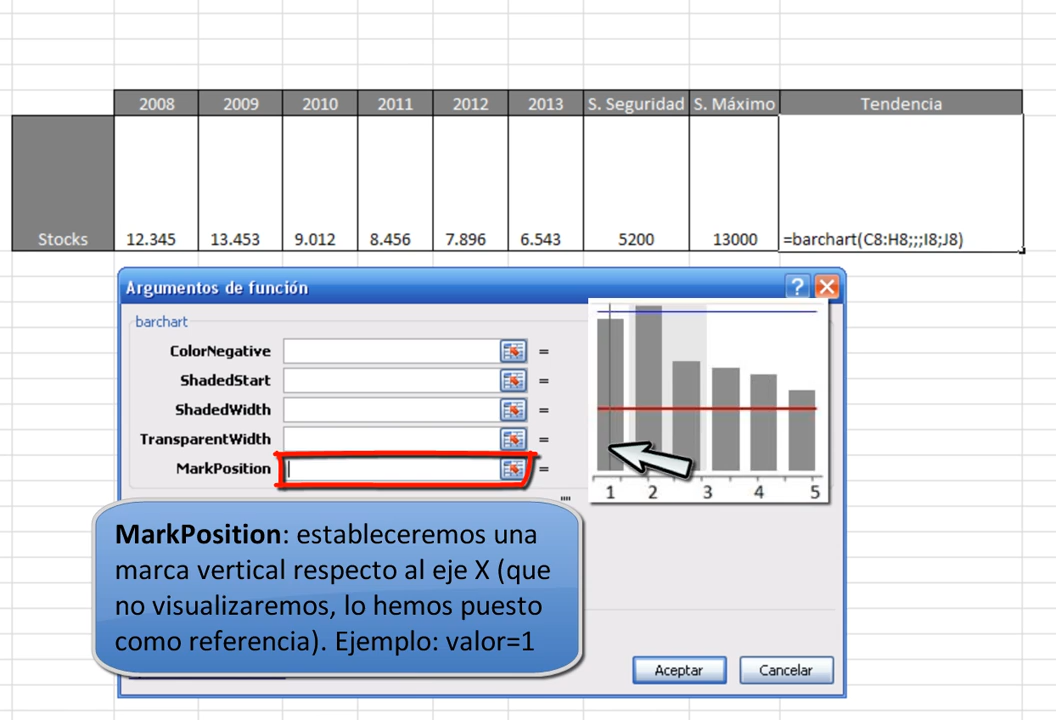 2008 2009 2010 2011 2012 2013 S. Seguridad S. Máximo Tendencia
Stocks 12.345 13.453 9.012 8.456 7.896 6.543 5200 13000 =barchart(C8:H8;;;I8;J8)
Argumentos de función
barchart
ColorNegative =
ShadedStart =
ShadedWidth =
TransparentWidth =
MarkPosition =
1 2 3 4 5
""
MarkPosition: estableceremos una
marca vertical respecto al eje X (que
no visualizaremos, lo hemos puesto
como referencia). Ejemplo: valor=1
Aceptar Cancelar